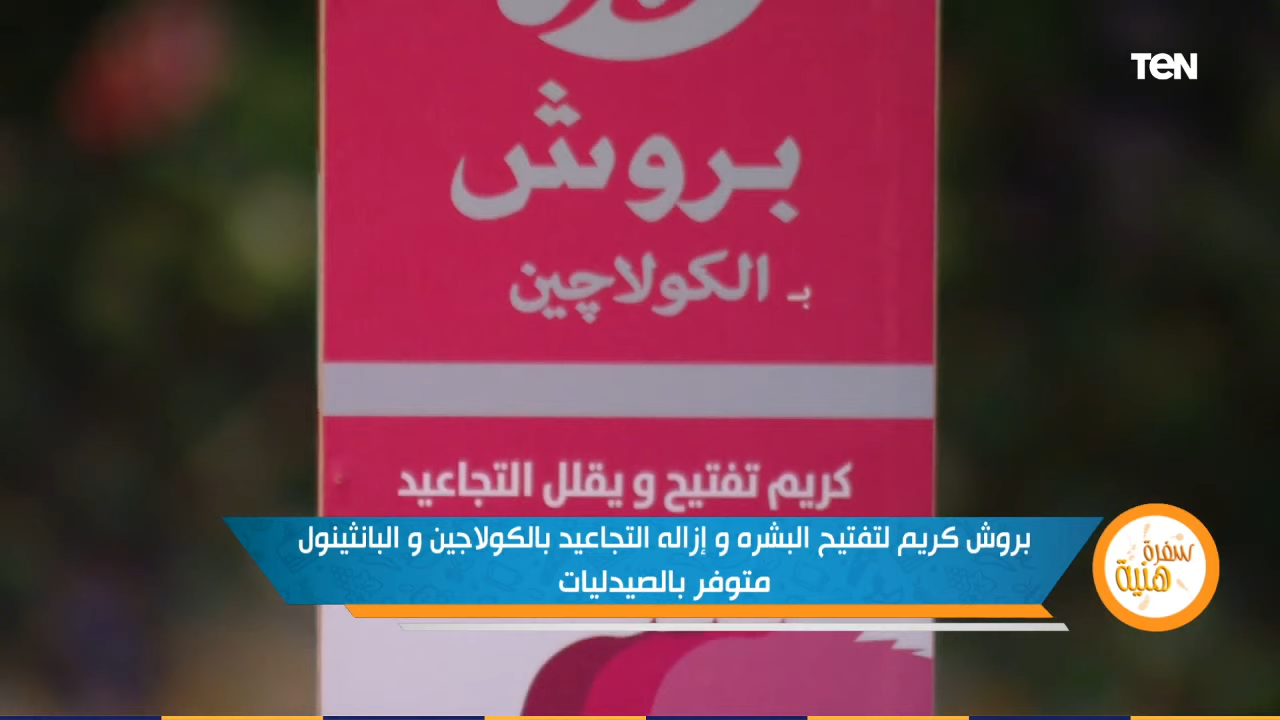 TEN
بروش
بـ الكولاچين
كريم تفتيح و يقلل التجاعيد
بروش كريم لتفتيح البشره و إزاله التجاعيد بالكولاجين و البانثينول
متوفر بالصيدليات
سفرة
هنية